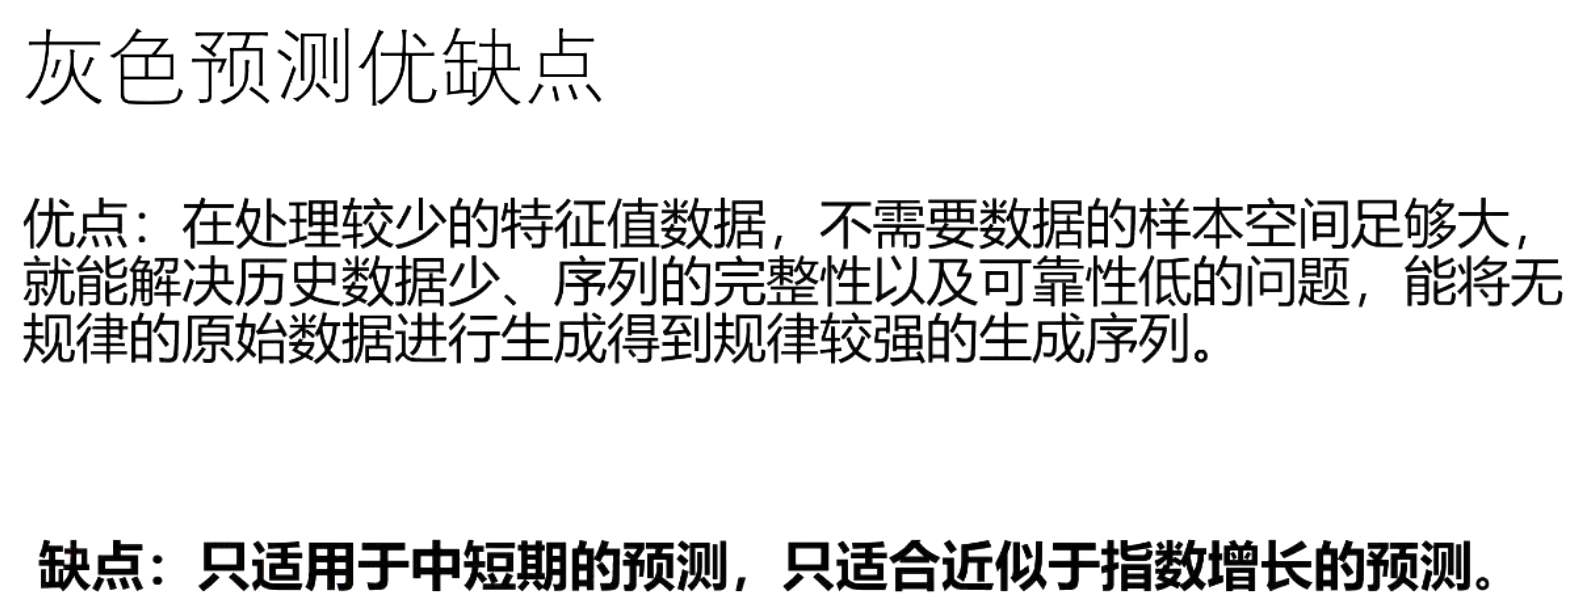 灰色预测优缺点
优点：在处理较少的特征值数据，不需要数据的样本空间足够大，
就能解决历史数据少、序列的完整性以及可靠性低的问题，能将无
规律的原始数据进行生成得到规律较强的生成序列。
缺点：只适用于中短期的预测，只适合近似于指数增长的预测。